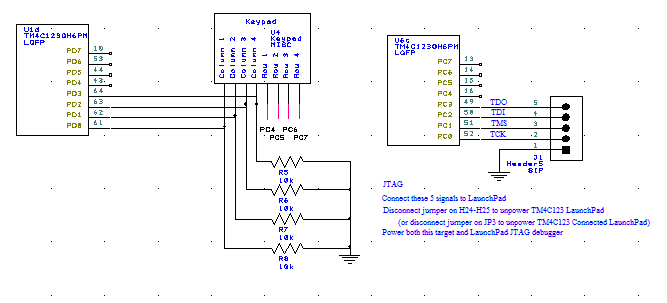 U1d
TM4C1230H6PM
LQFP
PD7 10
PD6 53
PD5 44
PD4 43
PD3 64
PD2 63
PD1 62
PD0 61
Keypad
U4
Keypad
MISC
Column 1
Column 2
Column 3
Column 4
Row 1
Row 2
Row 3
Row 4
PC4 PC6
PC5 PC7
R5
10k
R6
10k
R7
10k
R8
10k
U6c
TM4C1230H6PM
LQFP
PC7 13
PC6 14
PC5 15
PC4 16
PC3 49 TDO 5
PC2 50 TDI 4
PC1 51 TMS 3
PC0 52 TCK 2
1
J1
Header5
SIP
JTAG
Connect these 5 signals to LaunchPad
Disconnect jumper on H24-H25 to unpower TM4C123 LaunchPad
(or disconnect jumper on JP3 to unpower TM4C123 Connected LaunchPad)
Power both this target and LaunchPad JTAG debugger